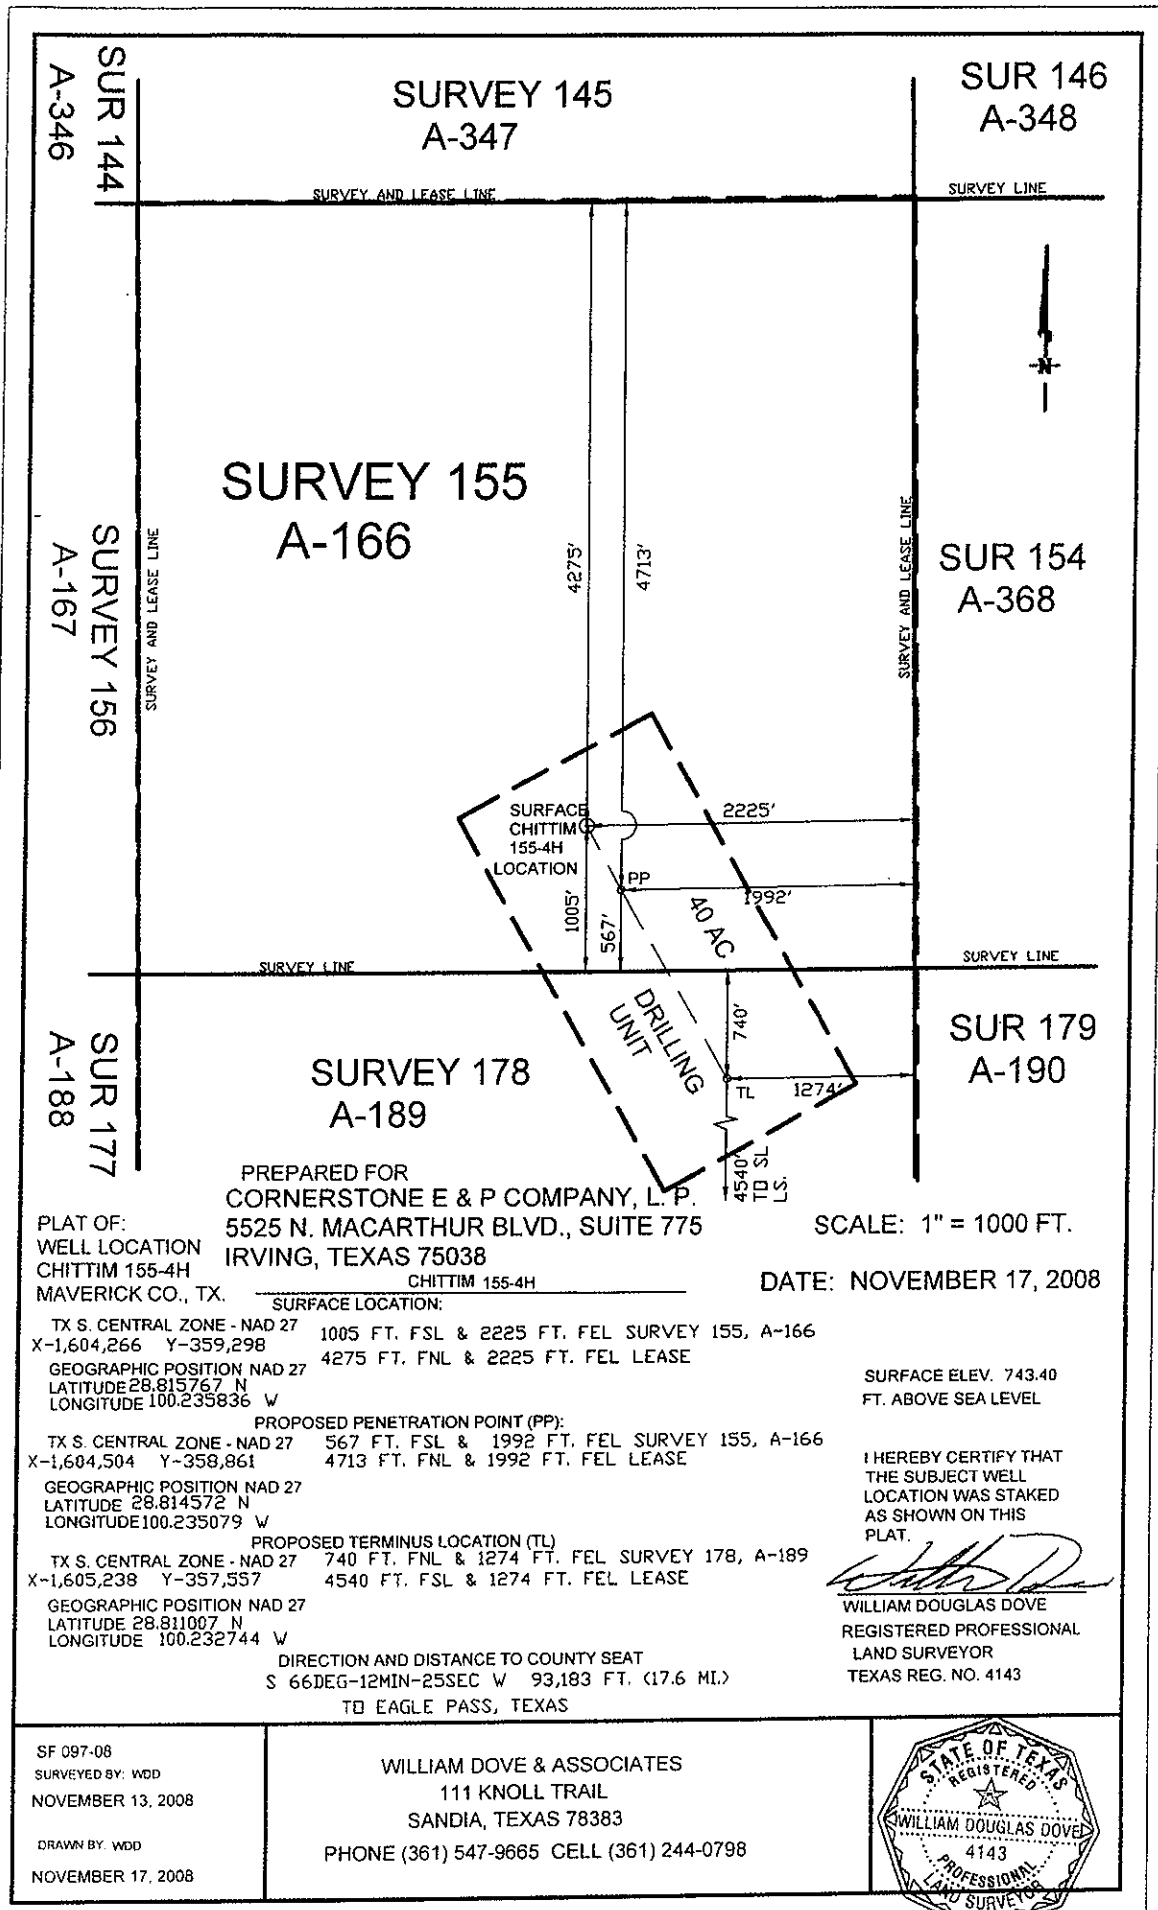 SUR 144
A-346
SURVEY 145
A-347
SUR 146
A-348
SURVEY AND LEASE LINE
SURVEY LINE
N
SURVEY 155
A-166
4275'
4713'
SURVEY AND LEASE LINE
SURVEY AND LEASE LINE
SUR 154
A-368
SURVEY 156
A-167
SURFACE
CHITTIM
155-4H
LOCATION
2225'
PP
1992'
1005'
567'
40 AC
DRILLING
UNIT
SURVEY LINE
SURVEY LINE
740'
TL
1274'
4540'
TO SL
LS.
SUR 177
A-188
SURVEY 178
A-189
SUR 179
A-190
PREPARED FOR
CORNERSTONE E & P COMPANY, L. P.
5525 N. MACARTHUR BLVD., SUITE 775
IRVING, TEXAS 75038
PLAT OF:
WELL LOCATION
CHITTIM 155-4H
MAVERICK CO., TX.
SCALE: 1" = 1000 FT.
DATE: NOVEMBER 17, 2008
CHITTIM 155-4H
SURFACE LOCATION:
TX S. CENTRAL ZONE - NAD 27
X-1,604,266 Y-359,298
1005 FT. FSL & 2225 FT. FEL SURVEY 155, A-166
4275 FT. FNL & 2225 FT. FEL LEASE
GEOGRAPHIC POSITION NAD 27
LATITUDE 28.815767 N
LONGITUDE 100.235836 W
SURFACE ELEV. 743.40
FT. ABOVE SEA LEVEL
PROPOSED PENETRATION POINT (PP):
TX S. CENTRAL ZONE - NAD 27
X-1,604,504 Y-358,861
567 FT. FSL & 1992 FT. FEL SURVEY 155, A-166
4713 FT. FNL & 1992 FT. FEL LEASE
GEOGRAPHIC POSITION NAD 27
LATITUDE 28.814572 N
LONGITUDE 100.235079 W
PROPOSED TERMINUS LOCATION (TL)
TX S. CENTRAL ZONE - NAD 27
X-1,605,238 Y-357,557
740 FT. FNL & 1274 FT. FEL SURVEY 178, A-189
4540 FT. FSL & 1274 FT. FEL LEASE
GEOGRAPHIC POSITION NAD 27
LATITUDE 28.811007 N
LONGITUDE 100.232744 W
DIRECTION AND DISTANCE TO COUNTY SEAT
S 66DEG-12MIN-25SEC W 93,183 FT. (17.6 MI.)
TO EAGLE PASS, TEXAS
I HEREBY CERTIFY THAT
THE SUBJECT WELL
LOCATION WAS STAKED
AS SHOWN ON THIS
PLAT.
WILLIAM DOUGLAS DOVE
REGISTERED PROFESSIONAL
LAND SURVEYOR
TEXAS REG. NO. 4143
SF 097-08
SURVEYED BY: WDD
NOVEMBER 13, 2008
DRAWN BY: WDD
NOVEMBER 17, 2008
WILLIAM DOVE & ASSOCIATES
111 KNOLL TRAIL
SANDIA, TEXAS 78383
PHONE (361) 547-9665 CELL (361) 244-0798
STATE OF TEXAS
REGISTERED
WILLIAM DOUGLAS DOVE
4143
PROFESSIONAL
LAND SURVEYOR